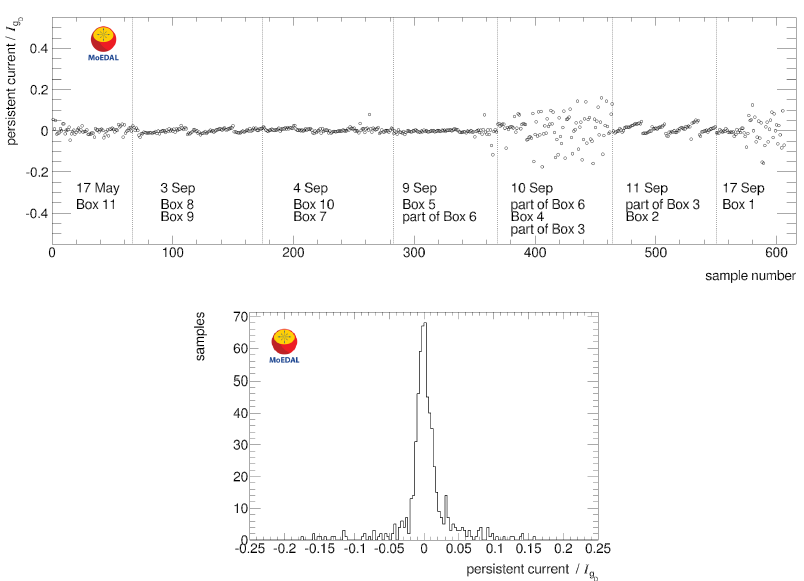 persistent current / I_gD
0.4
0.2
0
-0.2
-0.4
MoEDAL
17 May
Box 11
3 Sep
Box 8
Box 9
4 Sep
Box 10
Box 7
9 Sep
Box 5
part of Box 6
10 Sep
part of Box 6
Box 4
part of Box 3
11 Sep
part of Box 3
Box 2
17 Sep
Box 1
0 100 200 300 400 500 600
sample number
samples
70
60
50
40
30
20
10
0
MoEDAL
-0.25 -0.2 -0.15 -0.1 -0.05 0 0.05 0.1 0.15 0.2 0.25
persistent current / I_gD